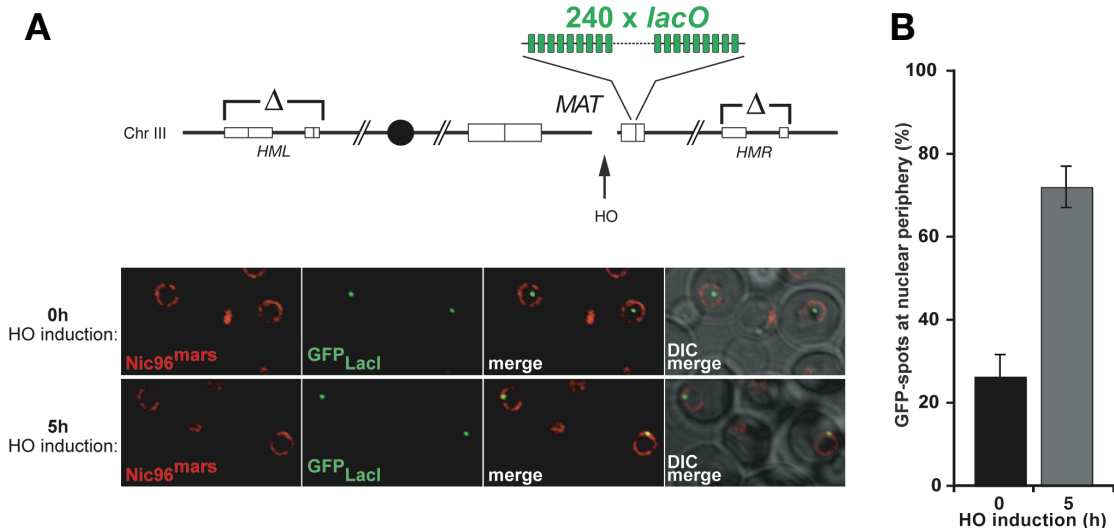 A
240 x lacO
Δ
MAT
Δ
Chr III
HML
HMR
HO
0h
HO induction:
Nic96mars
GFPLacI
merge
DIC
merge
5h
HO induction:
Nic96mars
GFPLacI
merge
DIC
merge
B
GFP-spots at nuclear periphery (%)
100
80
60
40
20
0
0 5
HO induction (h)